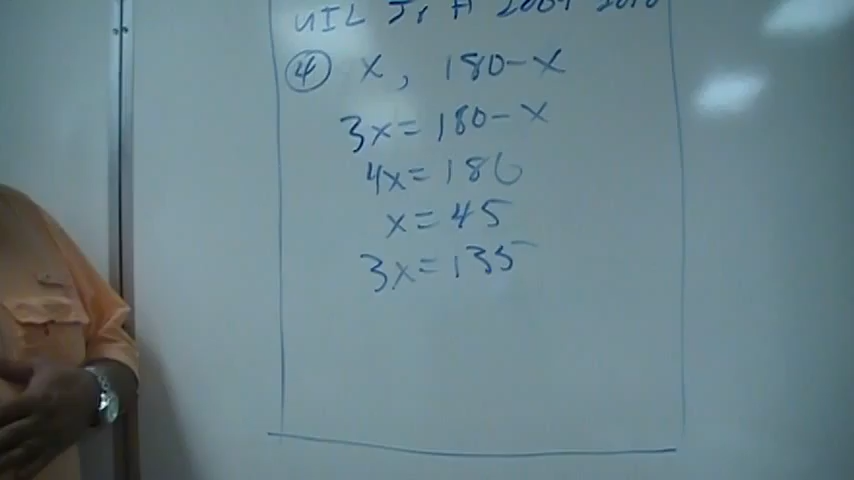 UIL Jr H 2009 2010
④ x, 180-x
3x=180-x
4x=180
x=45
3x=135